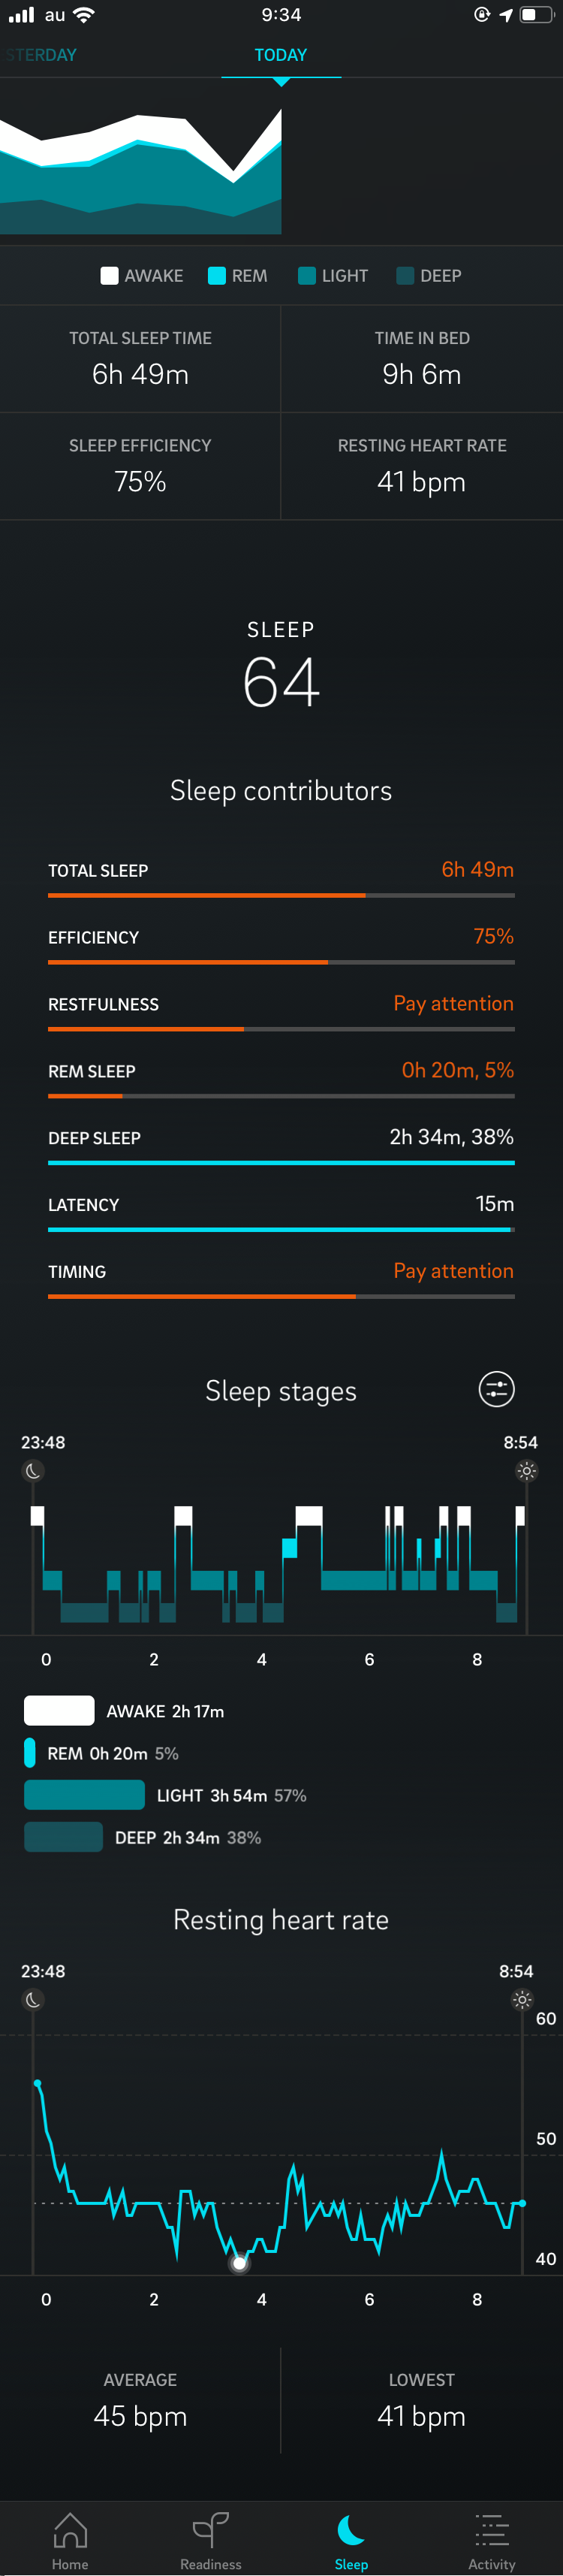 au 9:34
STERDAY TODAY
AWAKE REM LIGHT DEEP
TOTAL SLEEP TIME TIME IN BED
6h 49m 9h 6m
SLEEP EFFICIENCY RESTING HEART RATE
75% 41 bpm
SLEEP
64
Sleep contributors
TOTAL SLEEP 6h 49m
EFFICIENCY 75%
RESTFULNESS Pay attention
REM SLEEP 0h 20m, 5%
DEEP SLEEP 2h 34m, 38%
LATENCY 15m
TIMING Pay attention
Sleep stages
23:48 8:54
0 2 4 6 8
AWAKE 2h 17m
REM 0h 20m 5%
LIGHT 3h 54m 57%
DEEP 2h 34m 38%
Resting heart rate
23:48 8:54
60
50
40
0 2 4 6 8
AVERAGE LOWEST
45 bpm 41 bpm
Home Readiness Sleep Activity